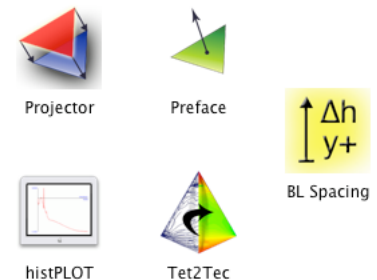 Projector
Preface
Δh
y+
BL Spacing
histPLOT
Tet2Tec